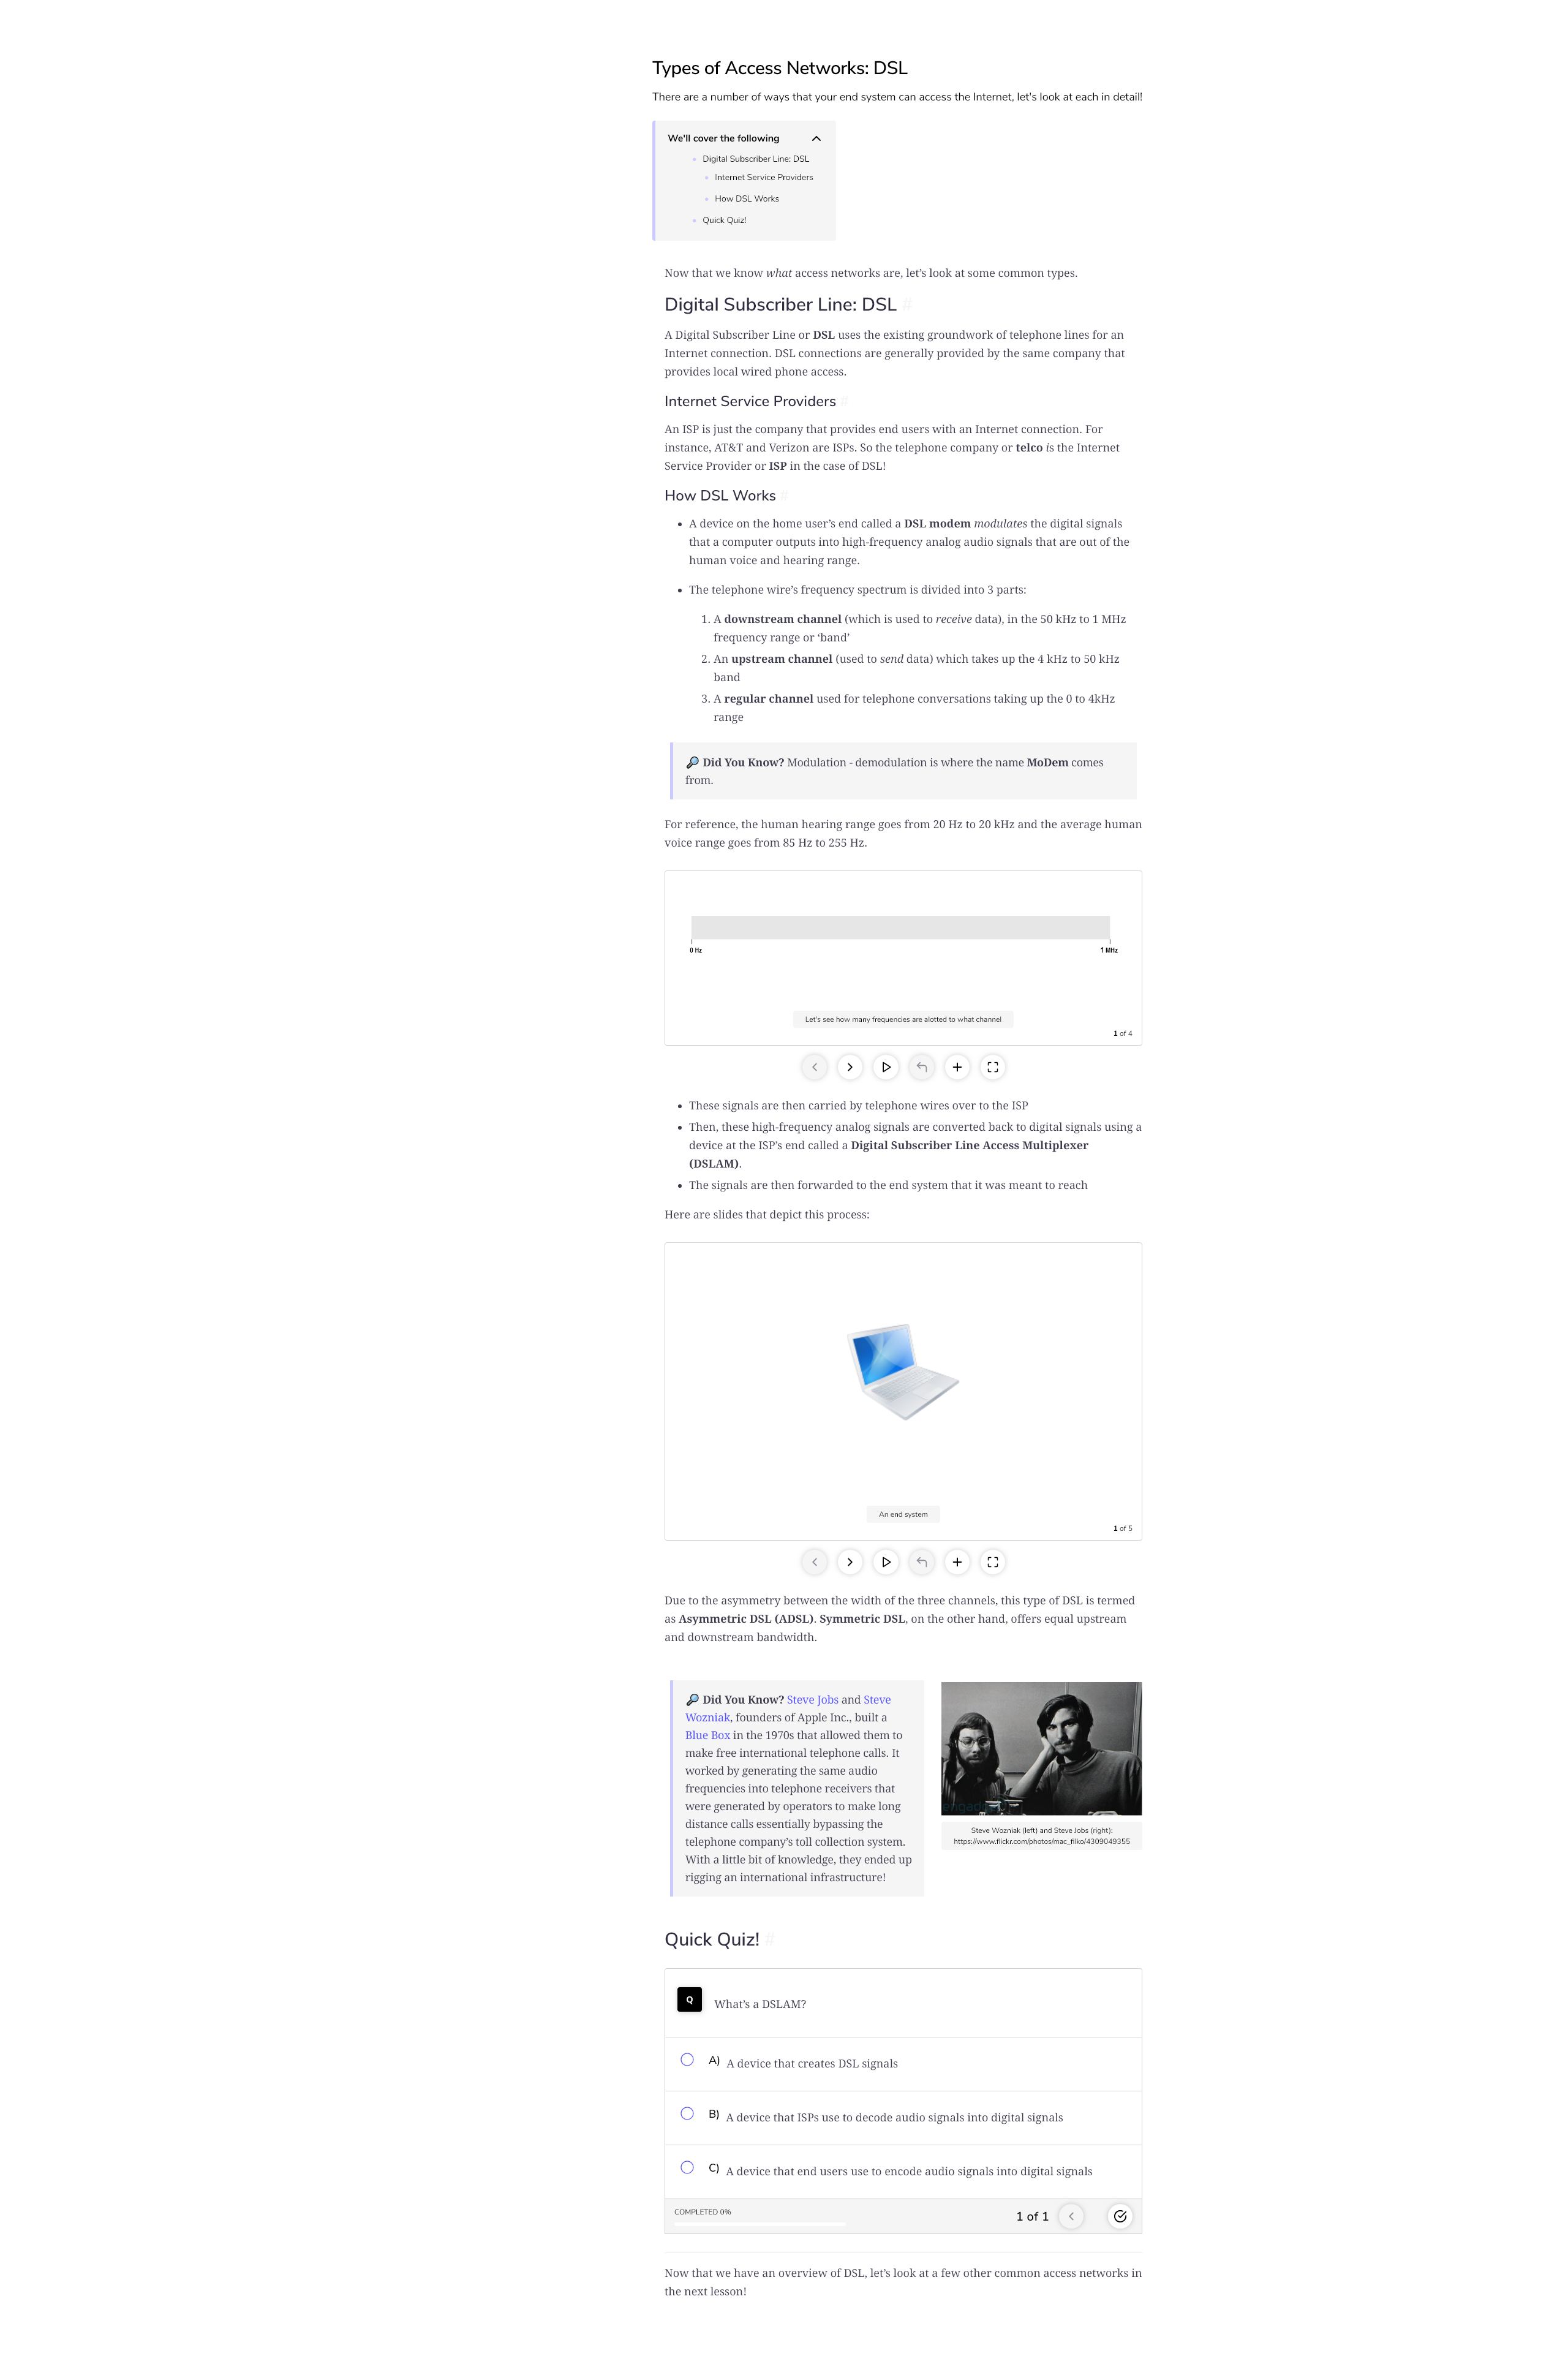 Types of Access Networks: DSL
There are a number of ways that your end system can access the Internet, let's look at each in detail!
We'll cover the following
Digital Subscriber Line: DSL
Internet Service Providers
How DSL Works
Quick Quiz!
Now that we know what access networks are, let’s look at some common types.
Digital Subscriber Line: DSL #
A Digital Subscriber Line or DSL uses the existing groundwork of telephone lines for an
Internet connection. DSL connections are generally provided by the same company that
provides local wired phone access.
Internet Service Providers #
An ISP is just the company that provides end users with an Internet connection. For
instance, AT&T and Verizon are ISPs. So the telephone company or telco is the Internet
Service Provider or ISP in the case of DSL!
How DSL Works #
• A device on the home user’s end called a DSL modem modulates the digital signals
that a computer outputs into high-frequency analog audio signals that are out of the
human voice and hearing range.
• The telephone wire’s frequency spectrum is divided into 3 parts:
1. A downstream channel (which is used to receive data), in the 50 kHz to 1 MHz
frequency range or ‘band’
2. An upstream channel (used to send data) which takes up the 4 kHz to 50 kHz
band
3. A regular channel used for telephone conversations taking up the 0 to 4kHz
range
🔎 Did You Know? Modulation - demodulation is where the name MoDem comes
from.
For reference, the human hearing range goes from 20 Hz to 20 kHz and the average human
voice range goes from 85 Hz to 255 Hz.
0 Hz
1 MHz
Let's see how many frequencies are alotted to what channel
1 of 4
• These signals are then carried by telephone wires over to the ISP
• Then, these high-frequency analog signals are converted back to digital signals using a
device at the ISP’s end called a Digital Subscriber Line Access Multiplexer
(DSLAM).
• The signals are then forwarded to the end system that it was meant to reach
Here are slides that depict this process:
An end system
1 of 5
Due to the asymmetry between the width of the three channels, this type of DSL is termed
as Asymmetric DSL (ADSL). Symmetric DSL, on the other hand, offers equal upstream
and downstream bandwidth.
🔎 Did You Know? Steve Jobs and Steve
Wozniak, founders of Apple Inc., built a
Blue Box in the 1970s that allowed them to
make free international telephone calls. It
worked by generating the same audio
frequencies into telephone receivers that
were generated by operators to make long
distance calls essentially bypassing the
telephone company’s toll collection system.
With a little bit of knowledge, they ended up
rigging an international infrastructure!
Steve Wozniak (left) and Steve Jobs (right):
https://www.flickr.com/photos/mac_filko/4309049355
Quick Quiz! #
Q
What’s a DSLAM?
A) A device that creates DSL signals
B) A device that ISPs use to decode audio signals into digital signals
C) A device that end users use to encode audio signals into digital signals
COMPLETED 0%
1 of 1
Now that we have an overview of DSL, let’s look at a few other common access networks in
the next lesson!